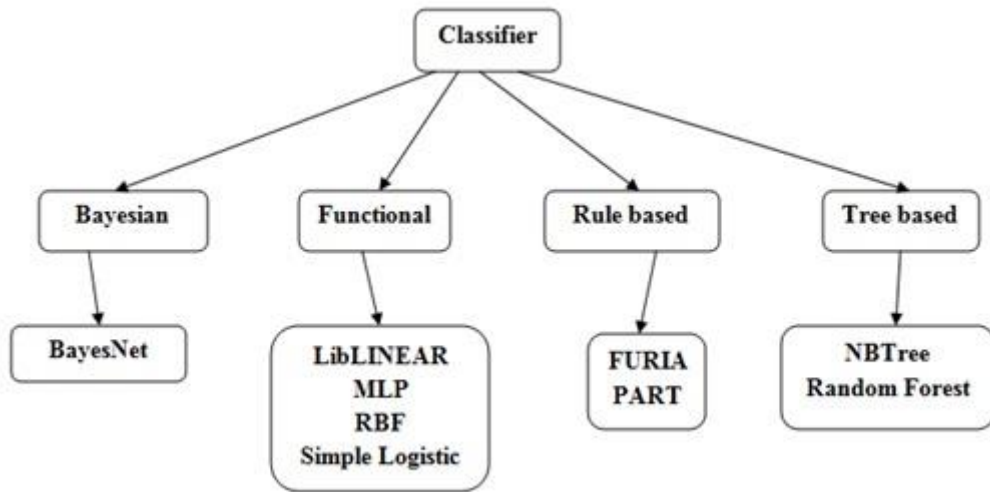 Classifier
Bayesian
Functional
Rule based
Tree based
BayesNet
LibLINEAR
MLP
RBF
Simple Logistic
FURIA
PART
NBTree
Random Forest